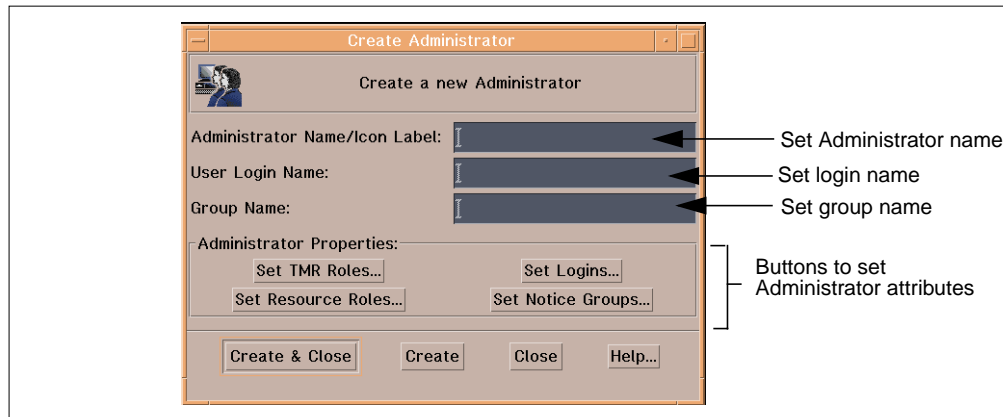 Create Administrator
Create a new Administrator
Administrator Name/Icon Label:
Set Administrator name
User Login Name:
Set login name
Group Name:
Set group name
Administrator Properties:
Set TMR Roles...
Set Logins...
Set Resource Roles...
Set Notice Groups...
Buttons to set
Administrator attributes
Create & Close
Create
Close
Help...